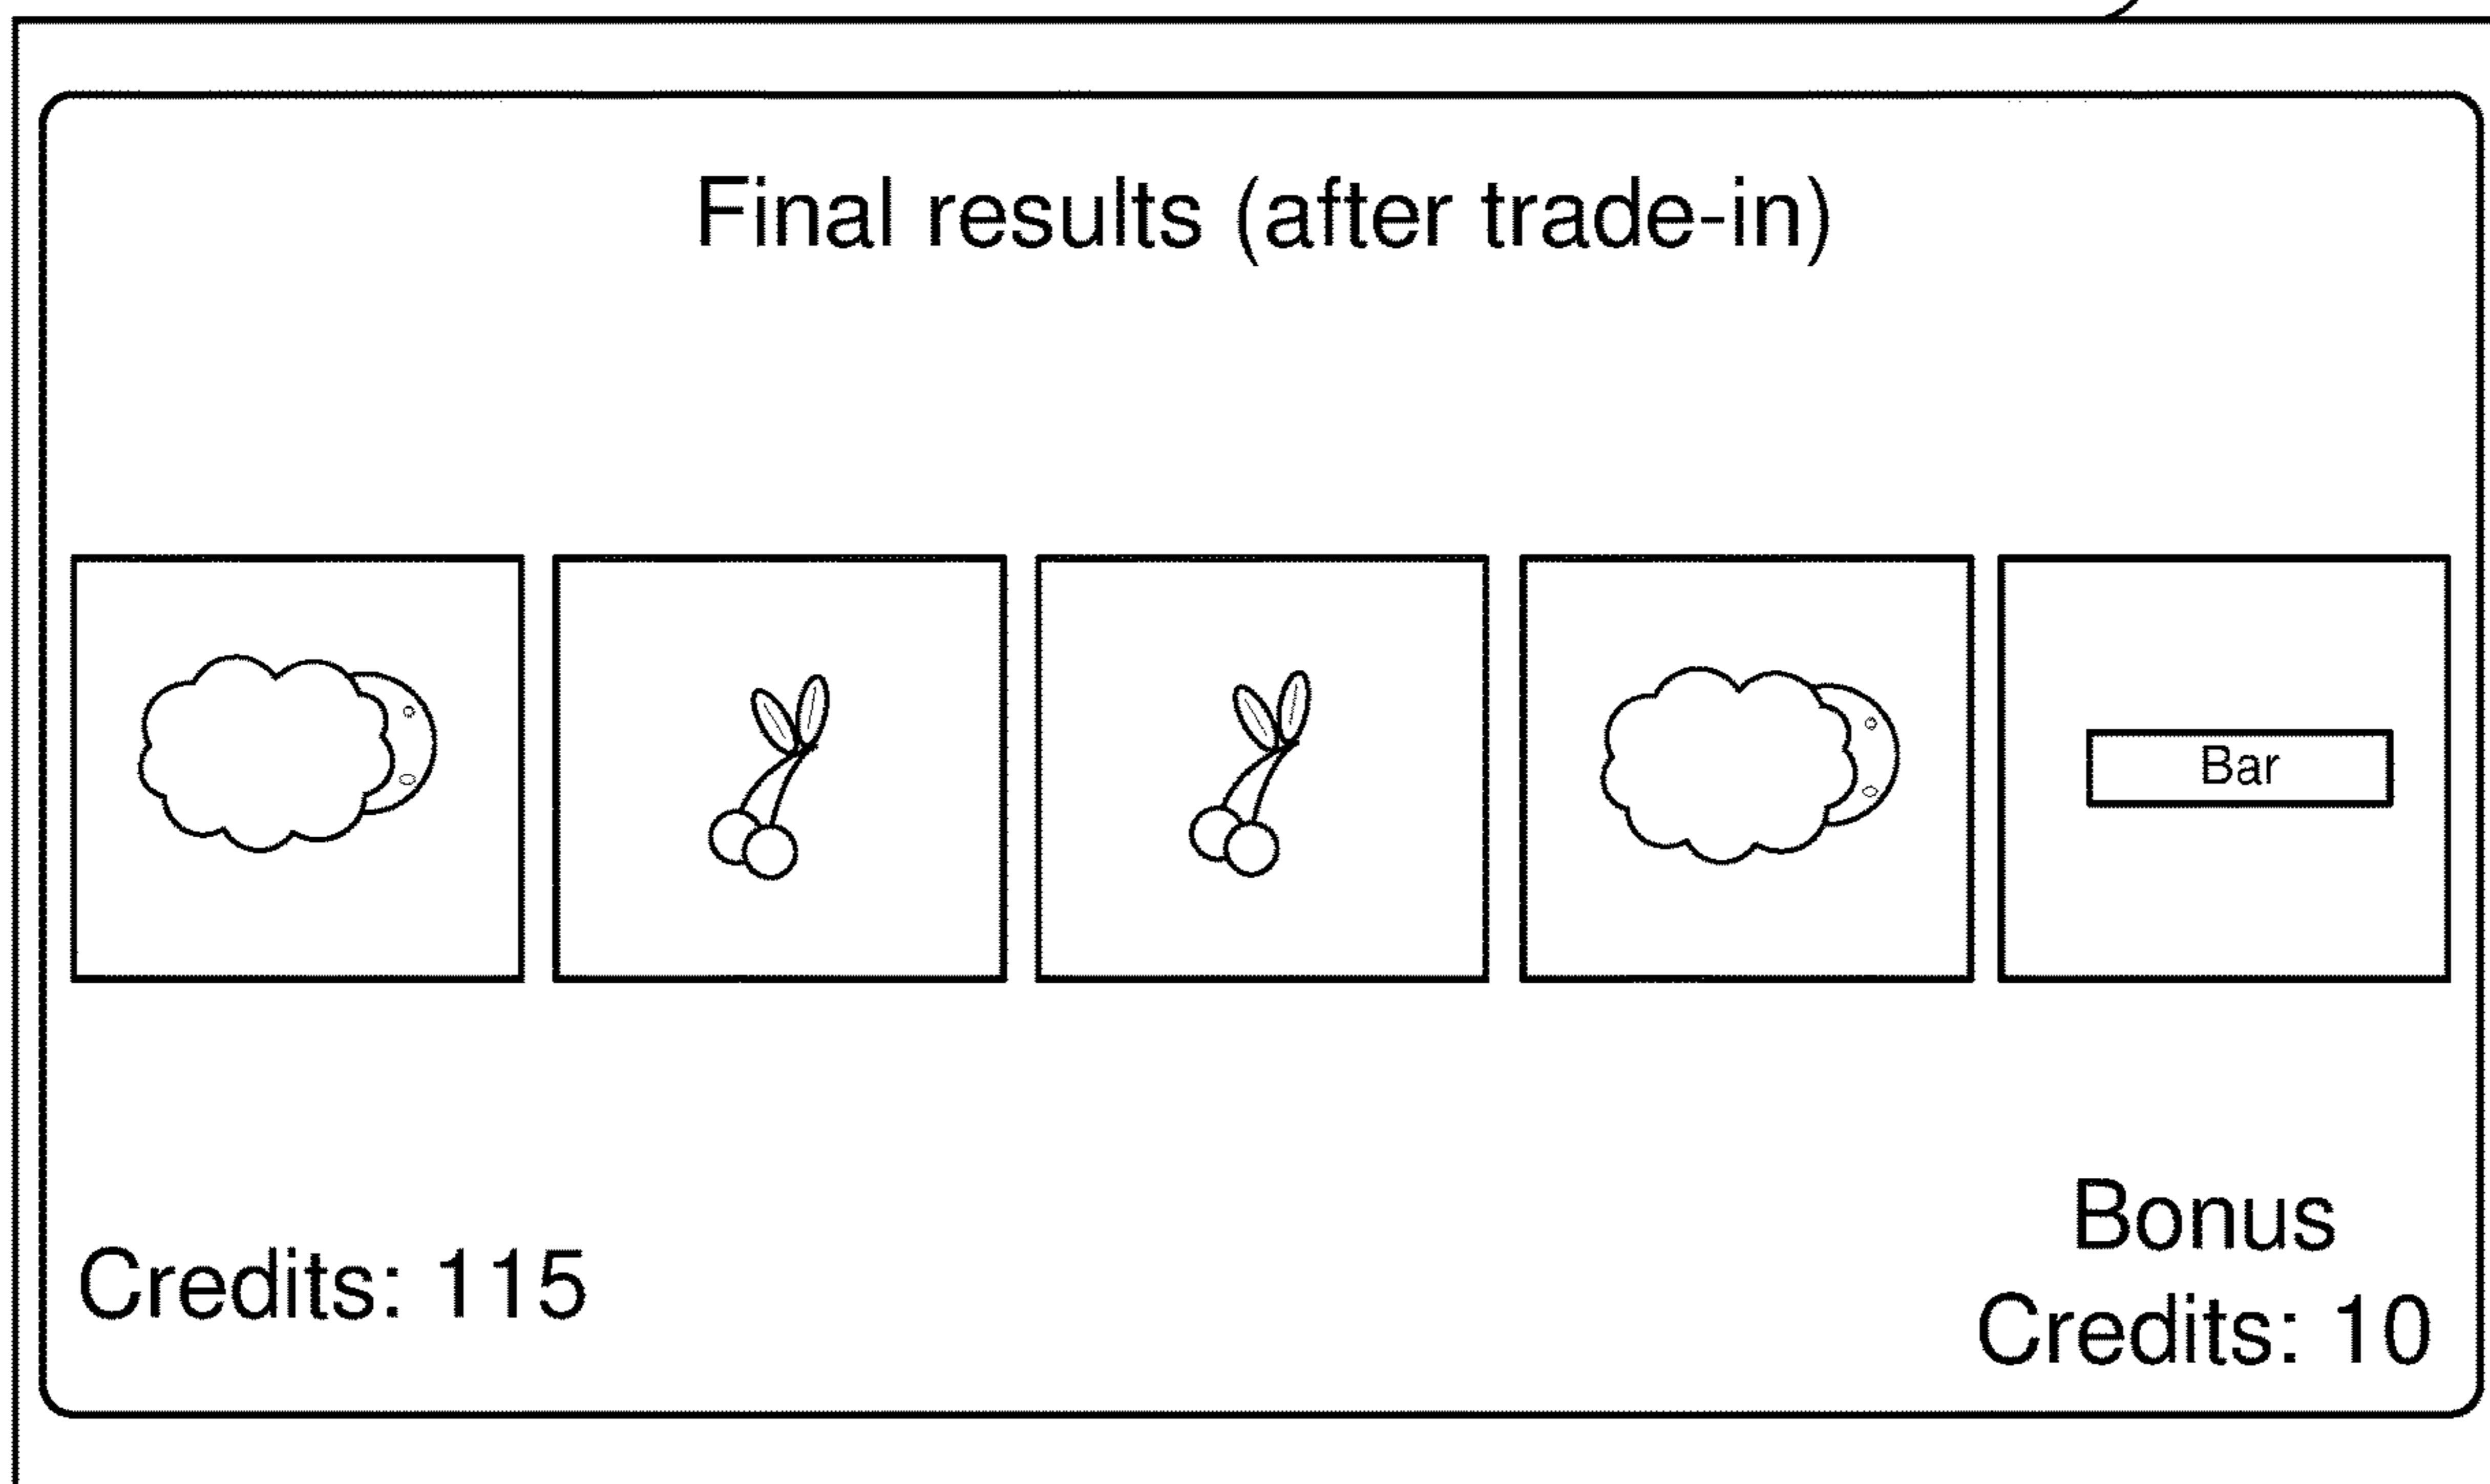 Final results (after trade-in)
Bar
Credits: 115
Bonus
Credits: 10